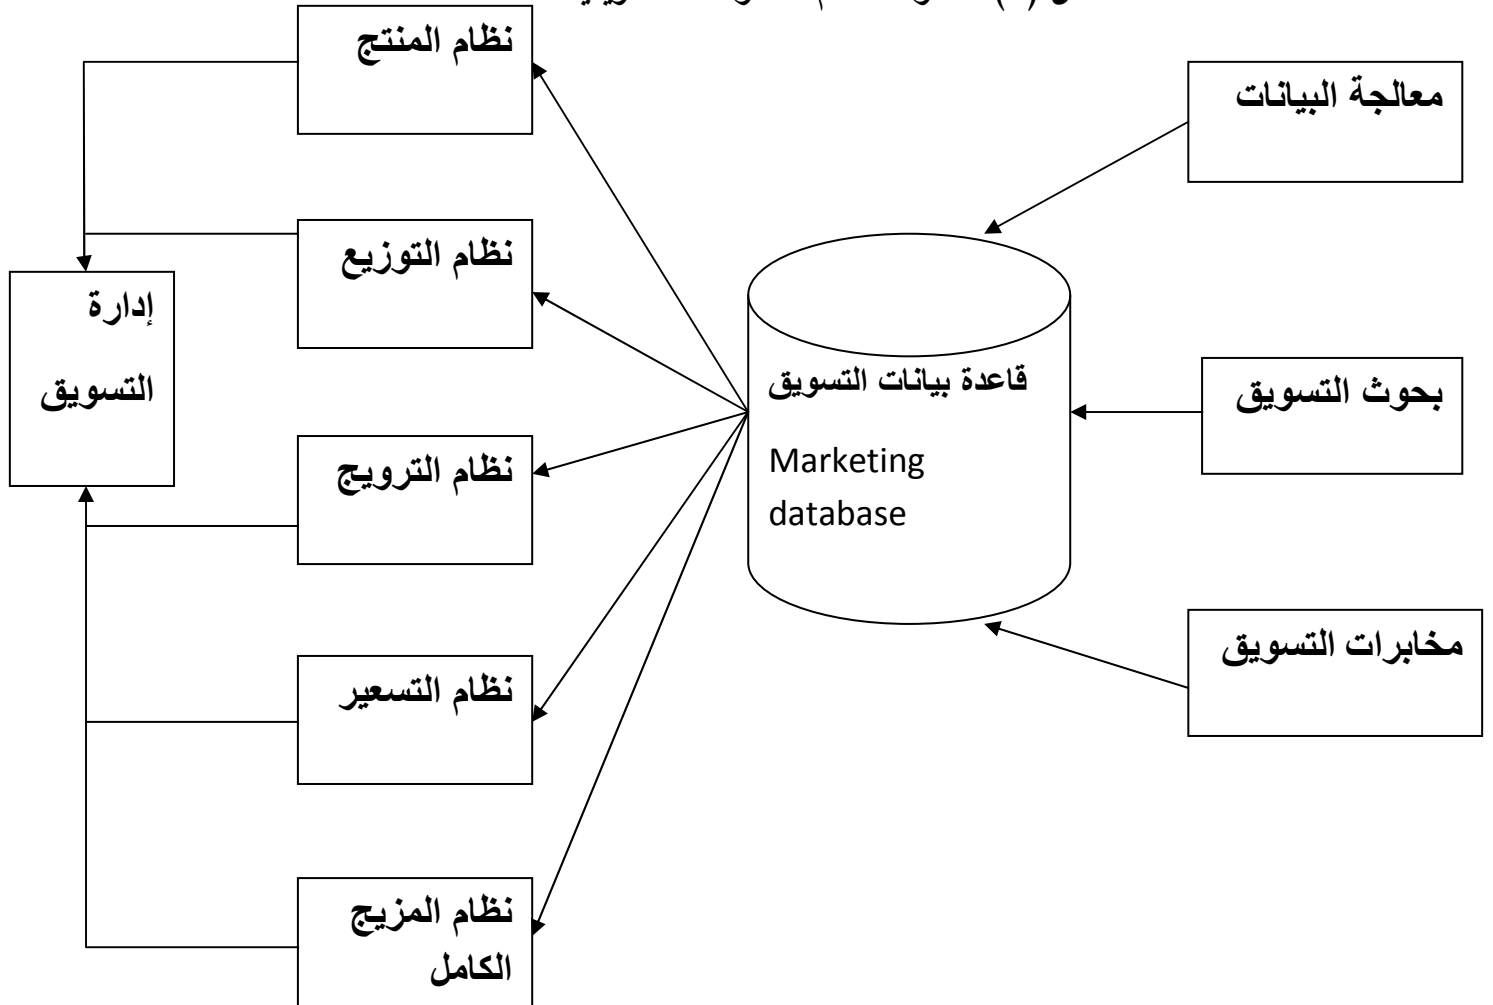 نظام المنتج
معالجة البيانات
نظام التوزيع
إدارة
التسويق
قاعدة بيانات التسويق
Marketing
database
بحوث التسويق
نظام الترويج
مخابرات التسويق
نظام التسعير
نظام المزيج
الكامل